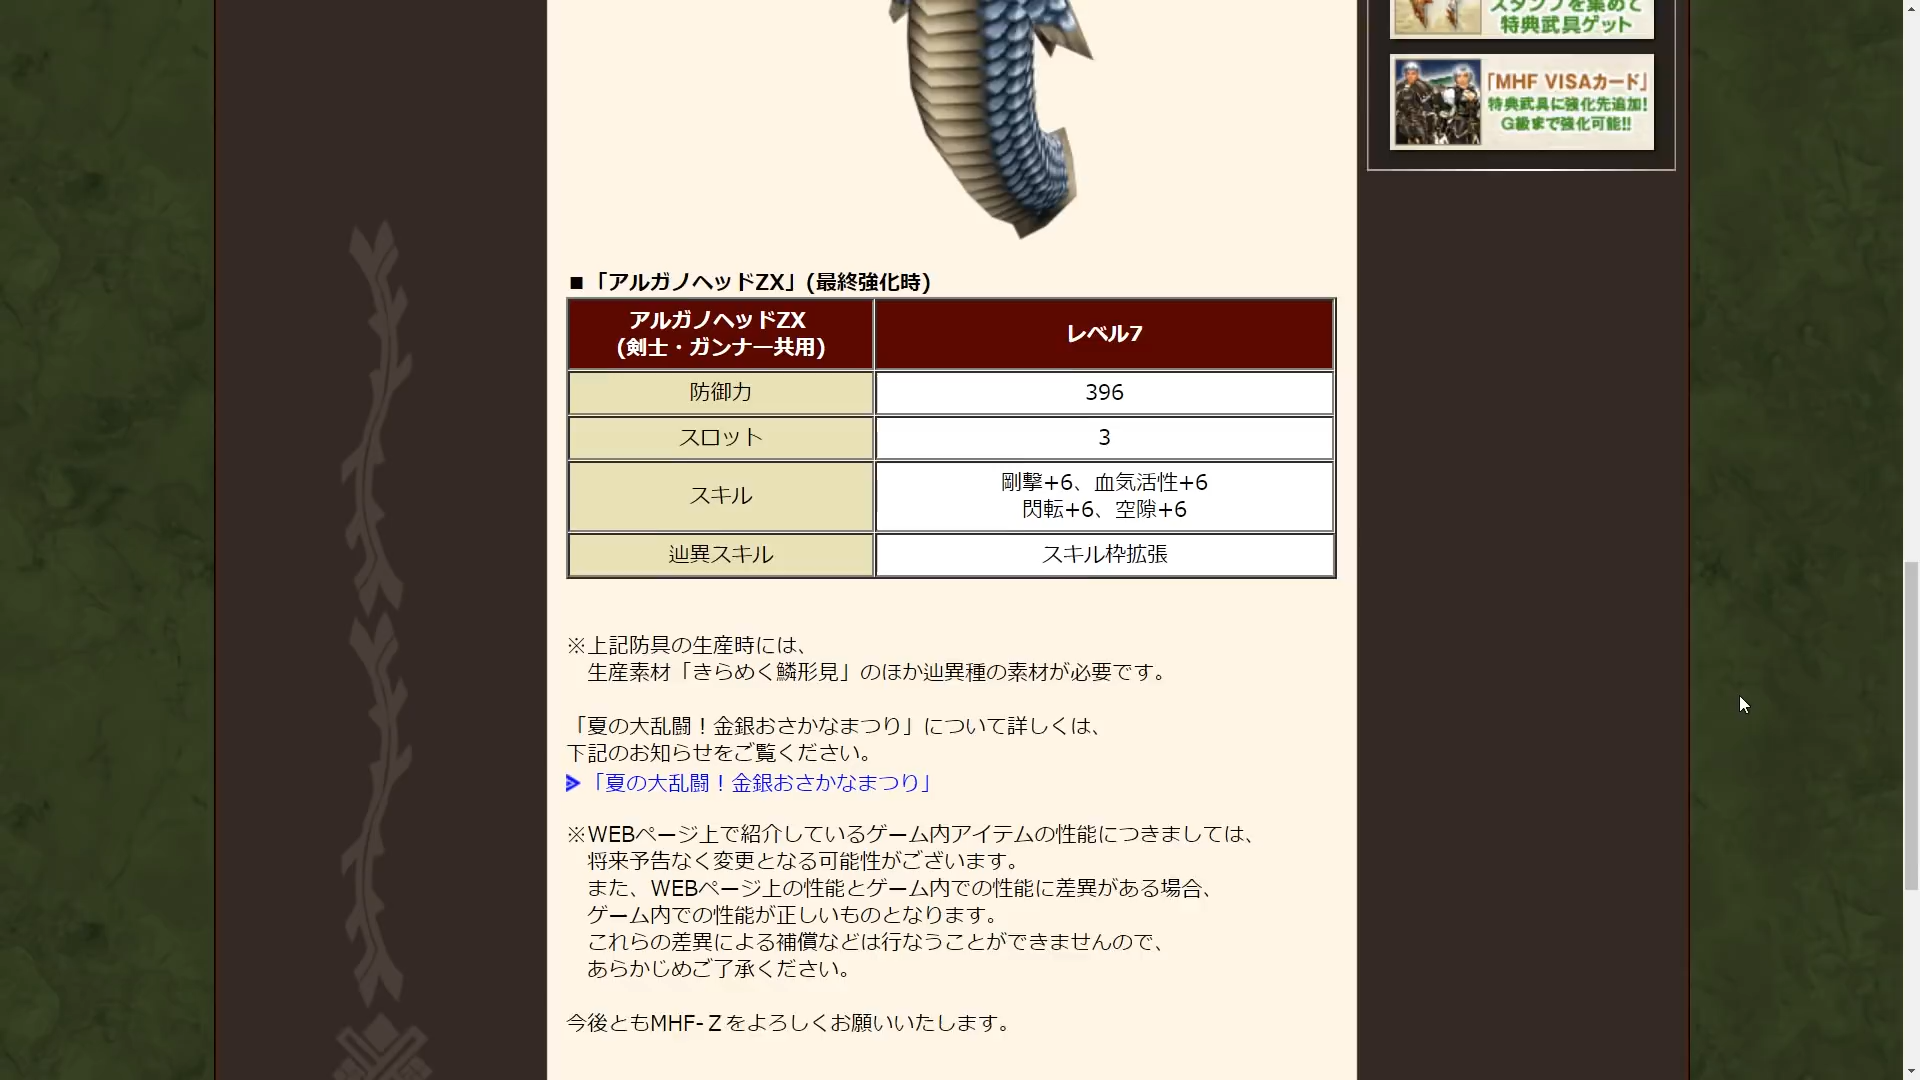 スタンプを集めて
特典武具ゲット
「MHF VISAカード」
特典武具に強化先追加!
G級まで強化可能!!
■「アルガノヘッドZX」(最終強化時)
アルガノヘッドZX
(剣士・ガンナー共用)
レベル7
防御力
396
スロット
3
スキル
剛撃+6、血気活性+6
閃転+6、空隙+6
辿異スキル
スキル枠拡張
※上記防具の生産時には、
生産素材「きらめく鱗形見」のほか辿異種の素材が必要です。
「夏の大乱闘！金銀おさかなまつり」について詳しくは、
下記のお知らせをご覧ください。
「夏の大乱闘！金銀おさかなまつり」
※WEBページ上で紹介しているゲーム内アイテムの性能につきましては、
将来予告なく変更となる可能性がございます。
また、WEBページ上の性能とゲーム内での性能に差異がある場合、
ゲーム内での性能が正しいものとなります。
これらの差異による補償などは行なうことができませんので、
あらかじめご了承ください。
今後ともMHF-Ｚをよろしくお願いいたします。